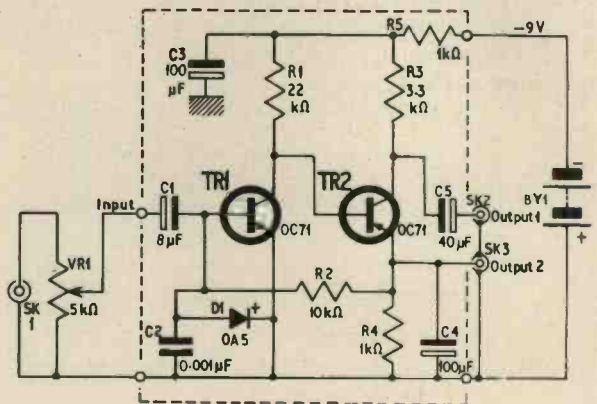 R5
-9V
1kΩ
C3
100
μF
R1
22
kΩ
R3
3.3
kΩ
TR1
TR2
Input
C1
8μF
OC71
OC71
C5
40μF
SK2
Output 1
SK3
Output 2
BY1
-
+
SK
1
VR1
5kΩ
R2
10kΩ
C2
0.001μF
D1
+
OA5
R4
1kΩ
C4
100μF